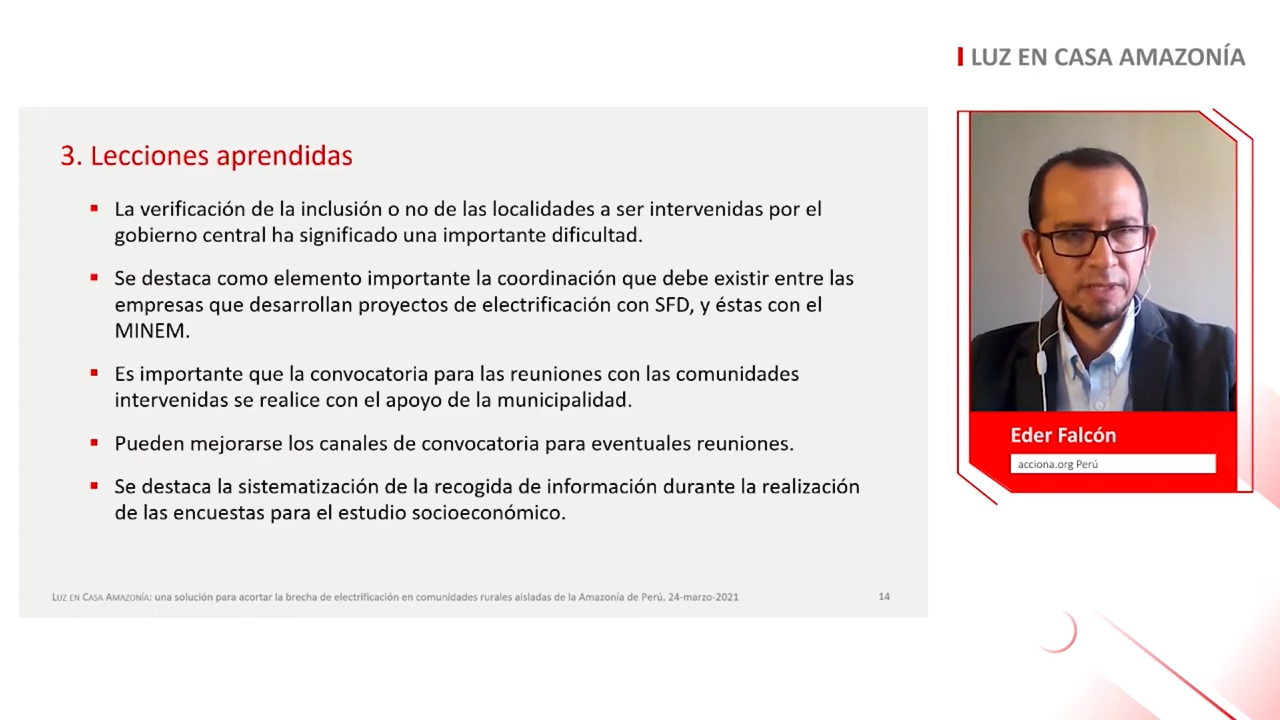 LUZ EN CASA AMAZONÍA
3. Lecciones aprendidas
La verificación de la inclusión o no de las localidades a ser intervenidas por el
gobierno central ha significado una importante dificultad.
Se destaca como elemento importante la coordinación que debe existir entre las
empresas que desarrollan proyectos de electrificación con SFD, y éstas con el
MINEM.
Es importante que la convocatoria para las reuniones con las comunidades
intervenidas se realice con el apoyo de la municipalidad.
Pueden mejorarse los canales de convocatoria para eventuales reuniones.
Se destaca la sistematización de la recogida de información durante la realización
de las encuestas para el estudio socioeconómico.
Luz en Casa Amazonía: una solución para acortar la brecha de electrificación en comunidades rurales aisladas de la Amazonía de Perú. 24-marzo-2021
14
Eder Falcón
acciona.org Perú